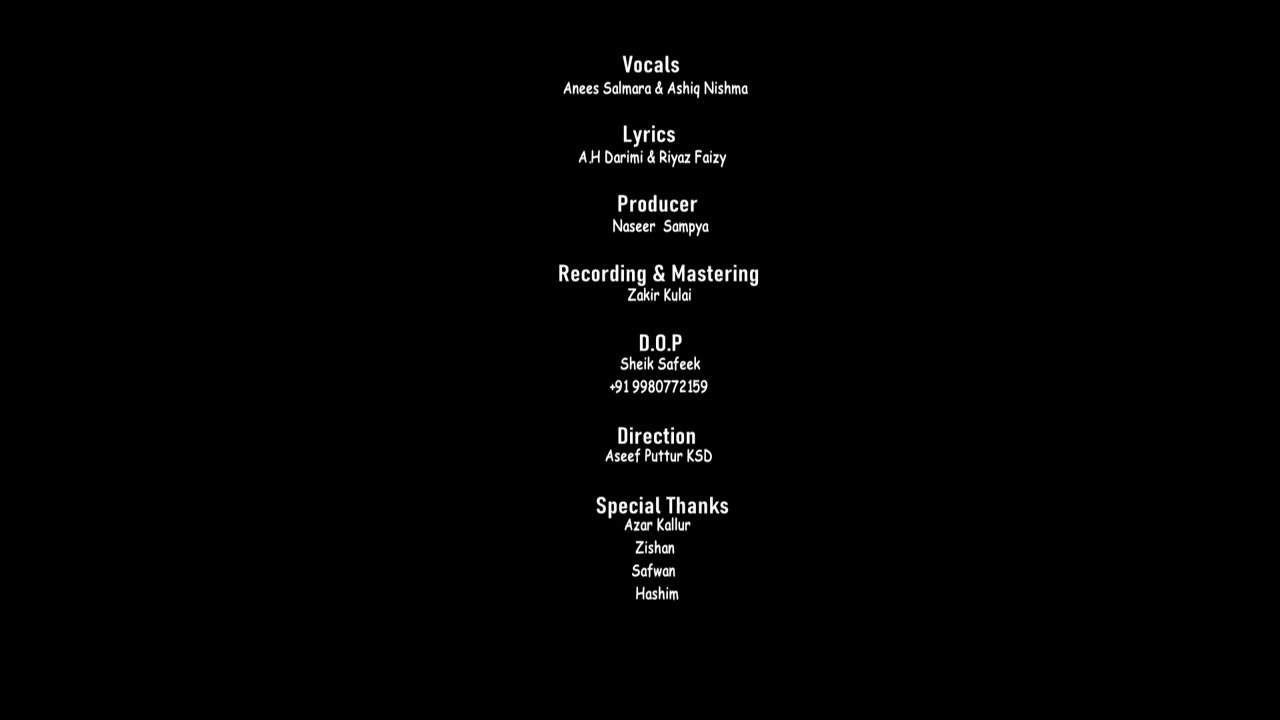 Vocals
Anees Salmara & Ashiq Nishma
Lyrics
A.H Darimi & Riyaz Faizy
Producer
Naseer  Sampya
Recording & Mastering
Zakir Kulai
D.O.P
Sheik Safeek
+91 9980772159
Direction
Aseef Puttur KSD
Special Thanks
Azar Kallur
Zishan
Safwan
Hashim